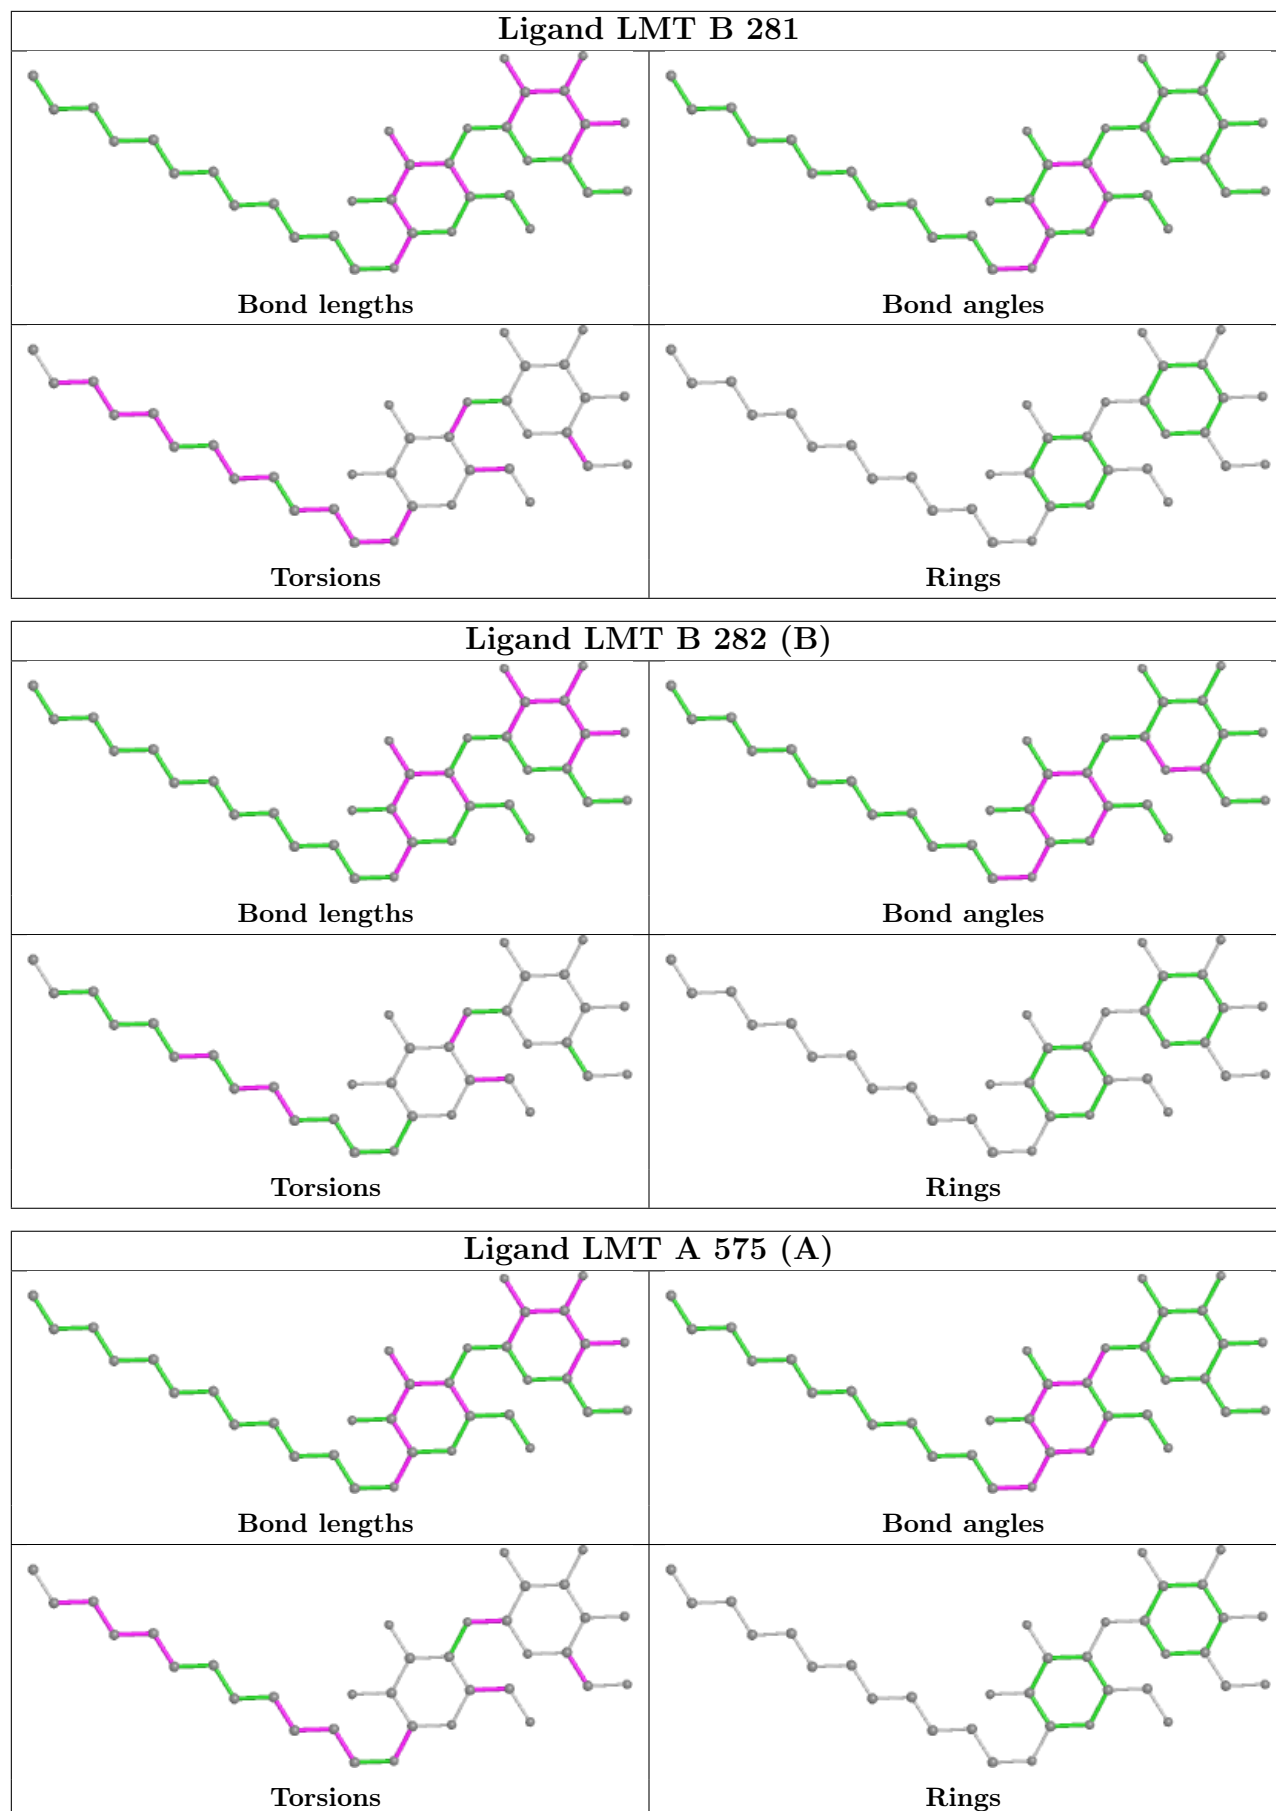 Ligand LMT B 281
Bond lengths
Bond angles
Torsions
Rings
Ligand LMT B 282 (B)
Bond lengths
Bond angles
Torsions
Rings
Ligand LMT A 575 (A)
Bond lengths
Bond angles
Torsions
Rings